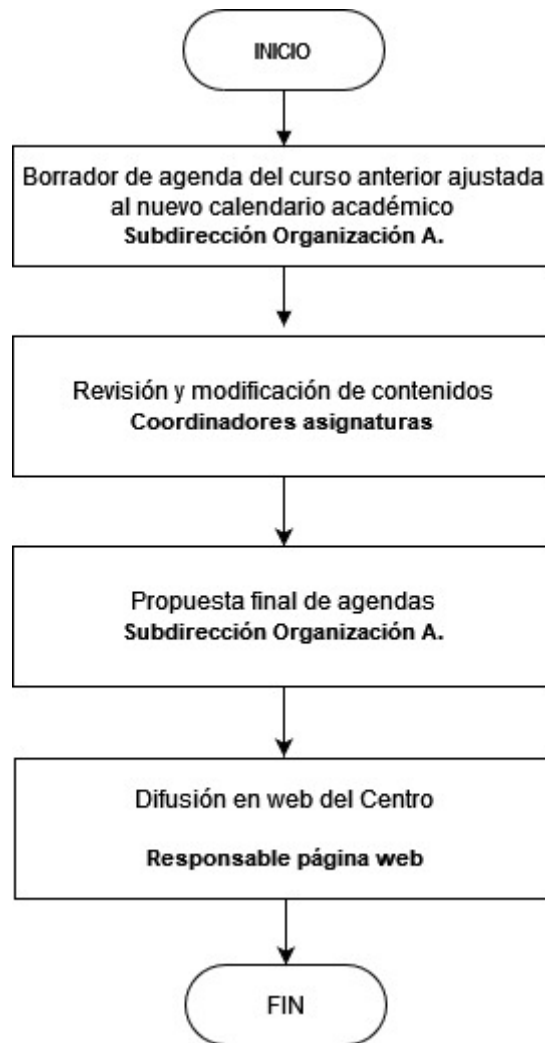 INICIO
Borrador de agenda del curso anterior ajustada
al nuevo calendario académico
Subdirección Organización A.
Revisión y modificación de contenidos
Coordinadores asignaturas
Propuesta final de agendas
Subdirección Organización A.
Difusión en web del Centro
Responsable página web
FIN